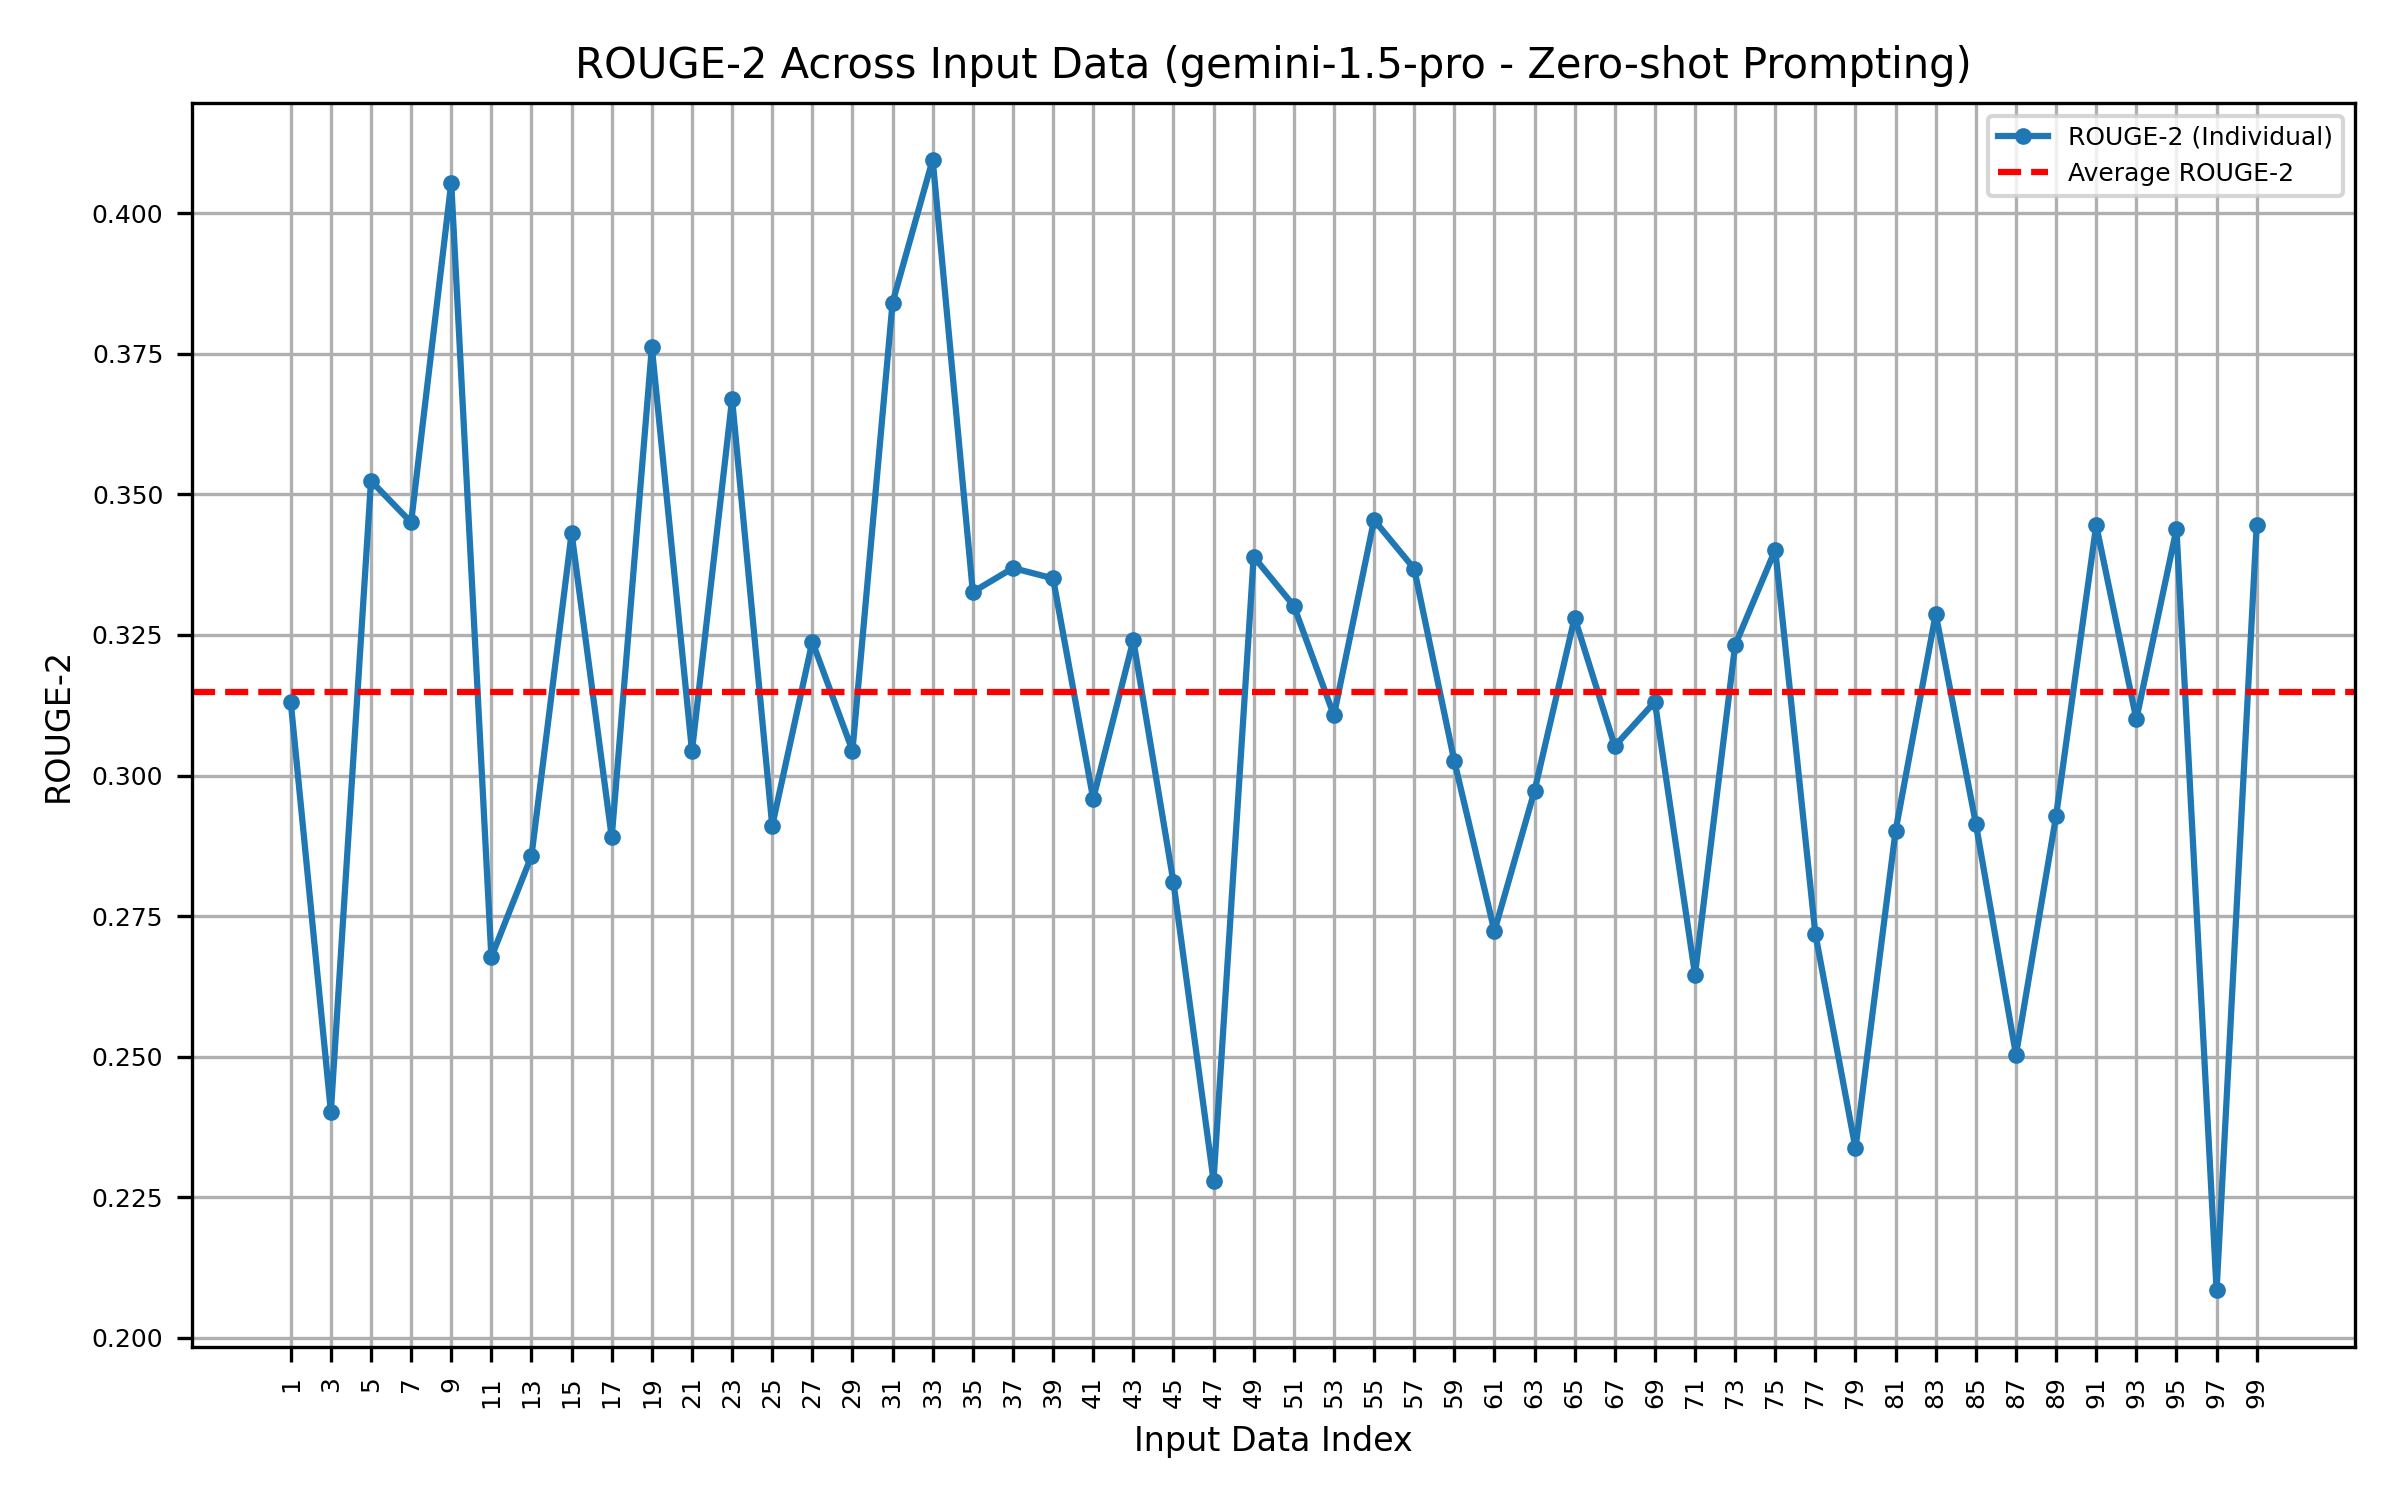 ROUGE-2 Across Input Data (gemini-1.5-pro - Zero-shot Prompting)
ROUGE-2 (Individual)
Average ROUGE-2
0.400
0.375
0.350
0.325
0.300
0.275
0.250
0.225
0.200
ROUGE-2
1 3 5 7 9 11 13 15 17 19 21 23 25 27 29 31 33 35 37 39 41 43 45 47 49 51 53 55 57 59 61 63 65 67 69 71 73 75 77 79 81 83 85 87 89 91 93 95 97 99
Input Data Index